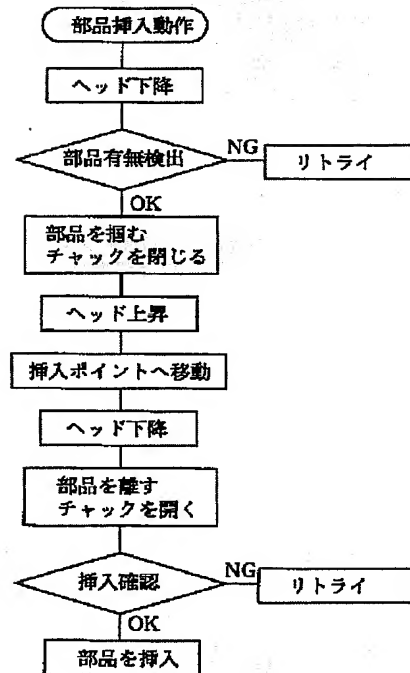 部品挿入動作
ヘッド下降
部品有無検出
NG
リトライ
OK
部品を掴む
チャックを閉じる
ヘッド上昇
挿入ポイントへ移動
ヘッド下降
部品を離す
チャックを開く
挿入確認
NG
リトライ
OK
部品を挿入